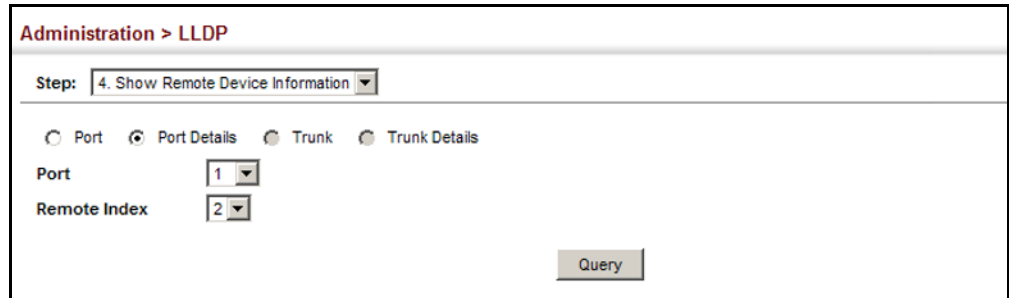 Administration > LLDP
Step: 4. Show Remote Device Information
Port Port Details Trunk Trunk Details
Port 1
Remote Index 2
Query